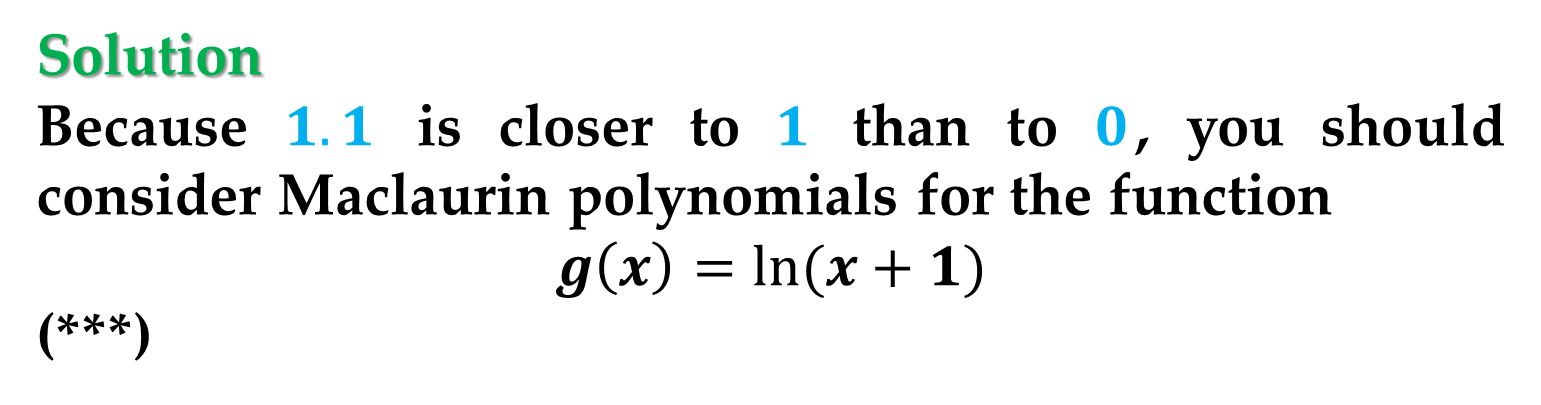 Solution
Because 1.1 is closer to 1 than to 0, you should
consider Maclaurin polynomials for the function
g(x) = ln(x + 1)
(***)